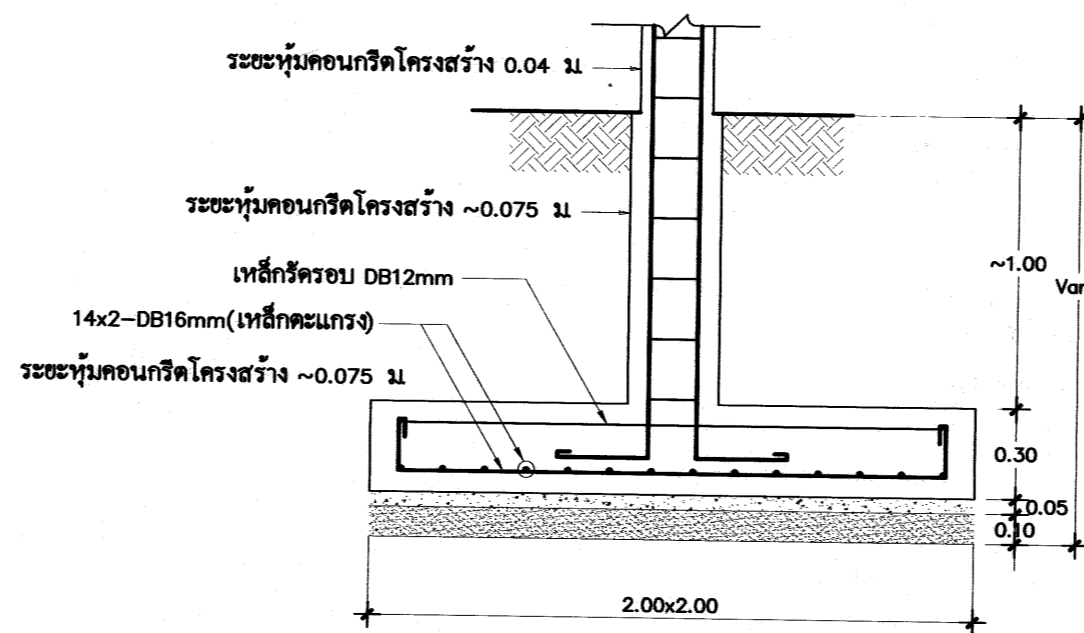 ระยะหุ้มคอนกรีตโครงสร้าง 0.04 ม
ระยะหุ้มคอนกรีตโครงสร้าง ~0.075 ม
~1.00
Var
เหล็กรัดรอบ DB12mm
14x2-DB16mm(เหล็กตะแกรง)
ระยะหุ้มคอนกรีตโครงสร้าง ~0.075 ม
0.30
0.05
0.10
2.00x2.00